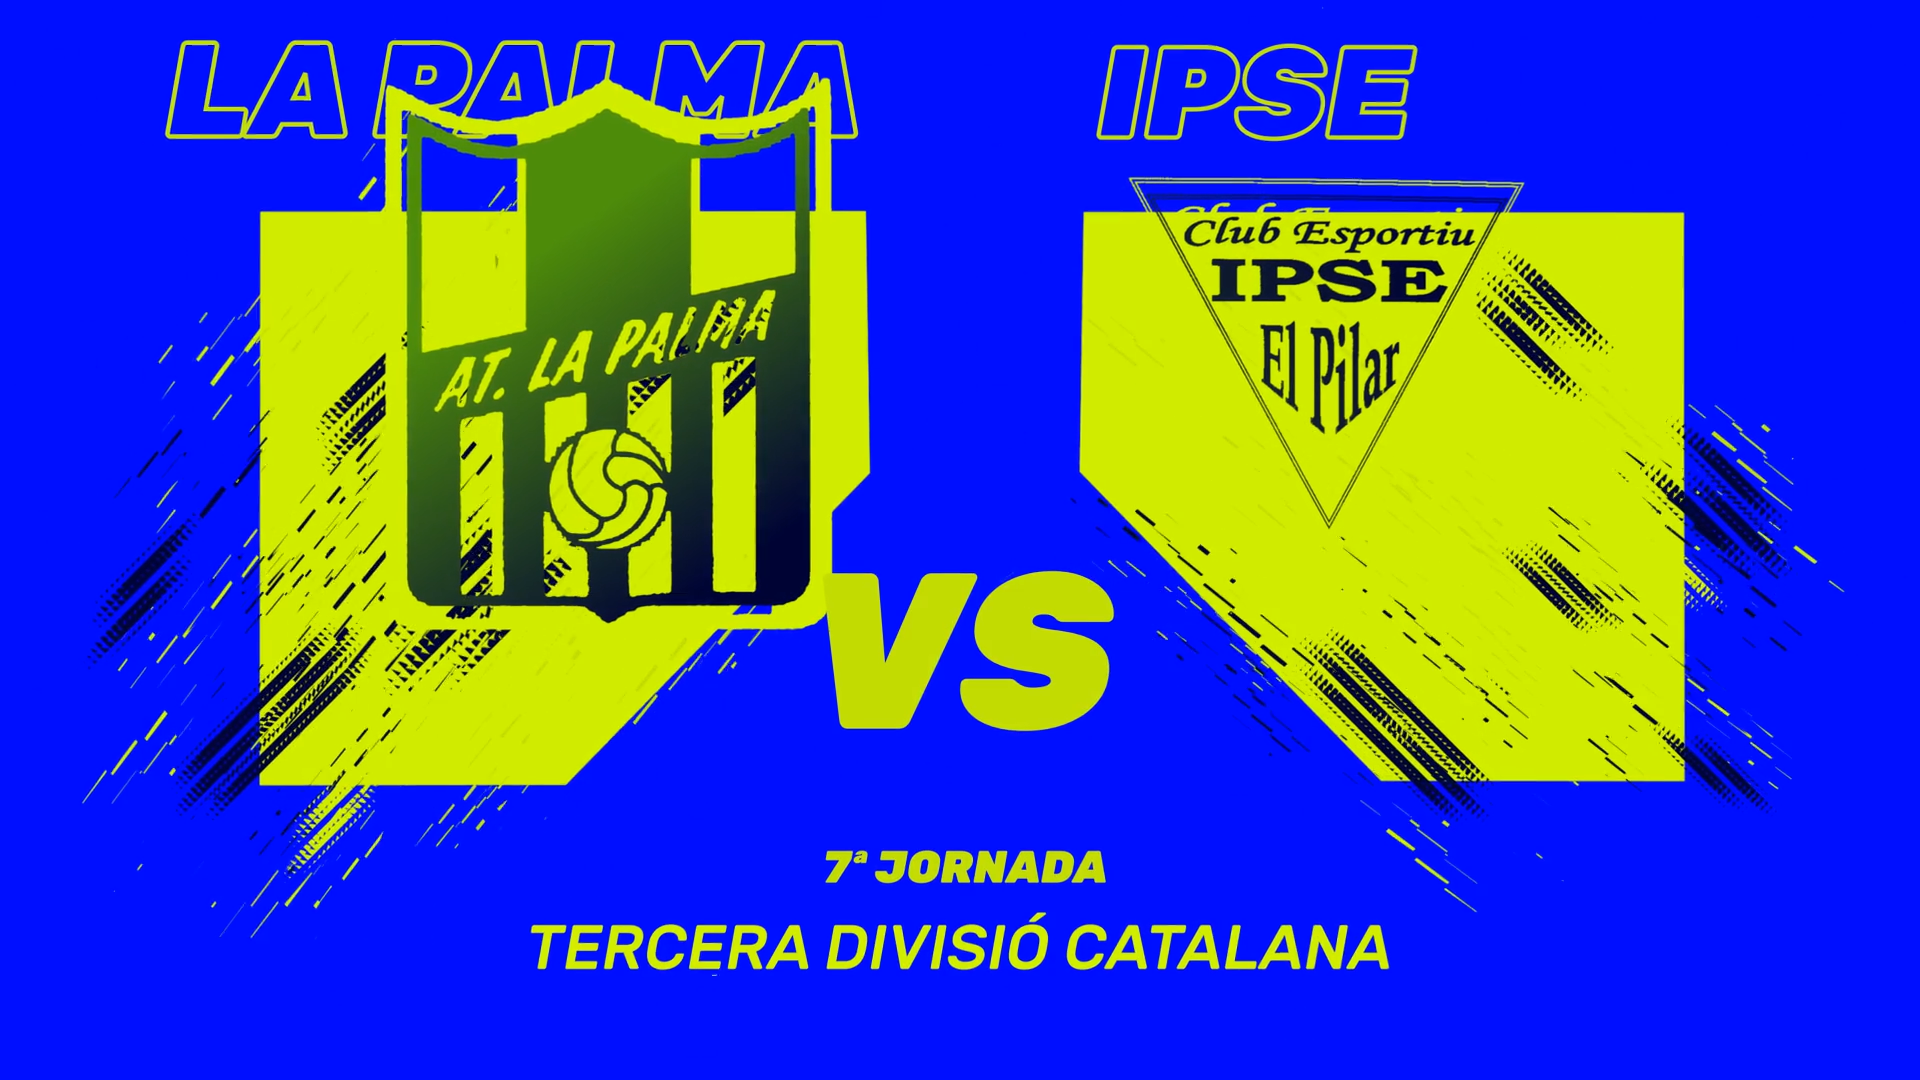 LA PALMA
IPSE
AT. LA PALMA
Club Esportiu
IPSE
El Pilar
VS
7ª JORNADA
TERCERA DIVISIÓ CATALANA